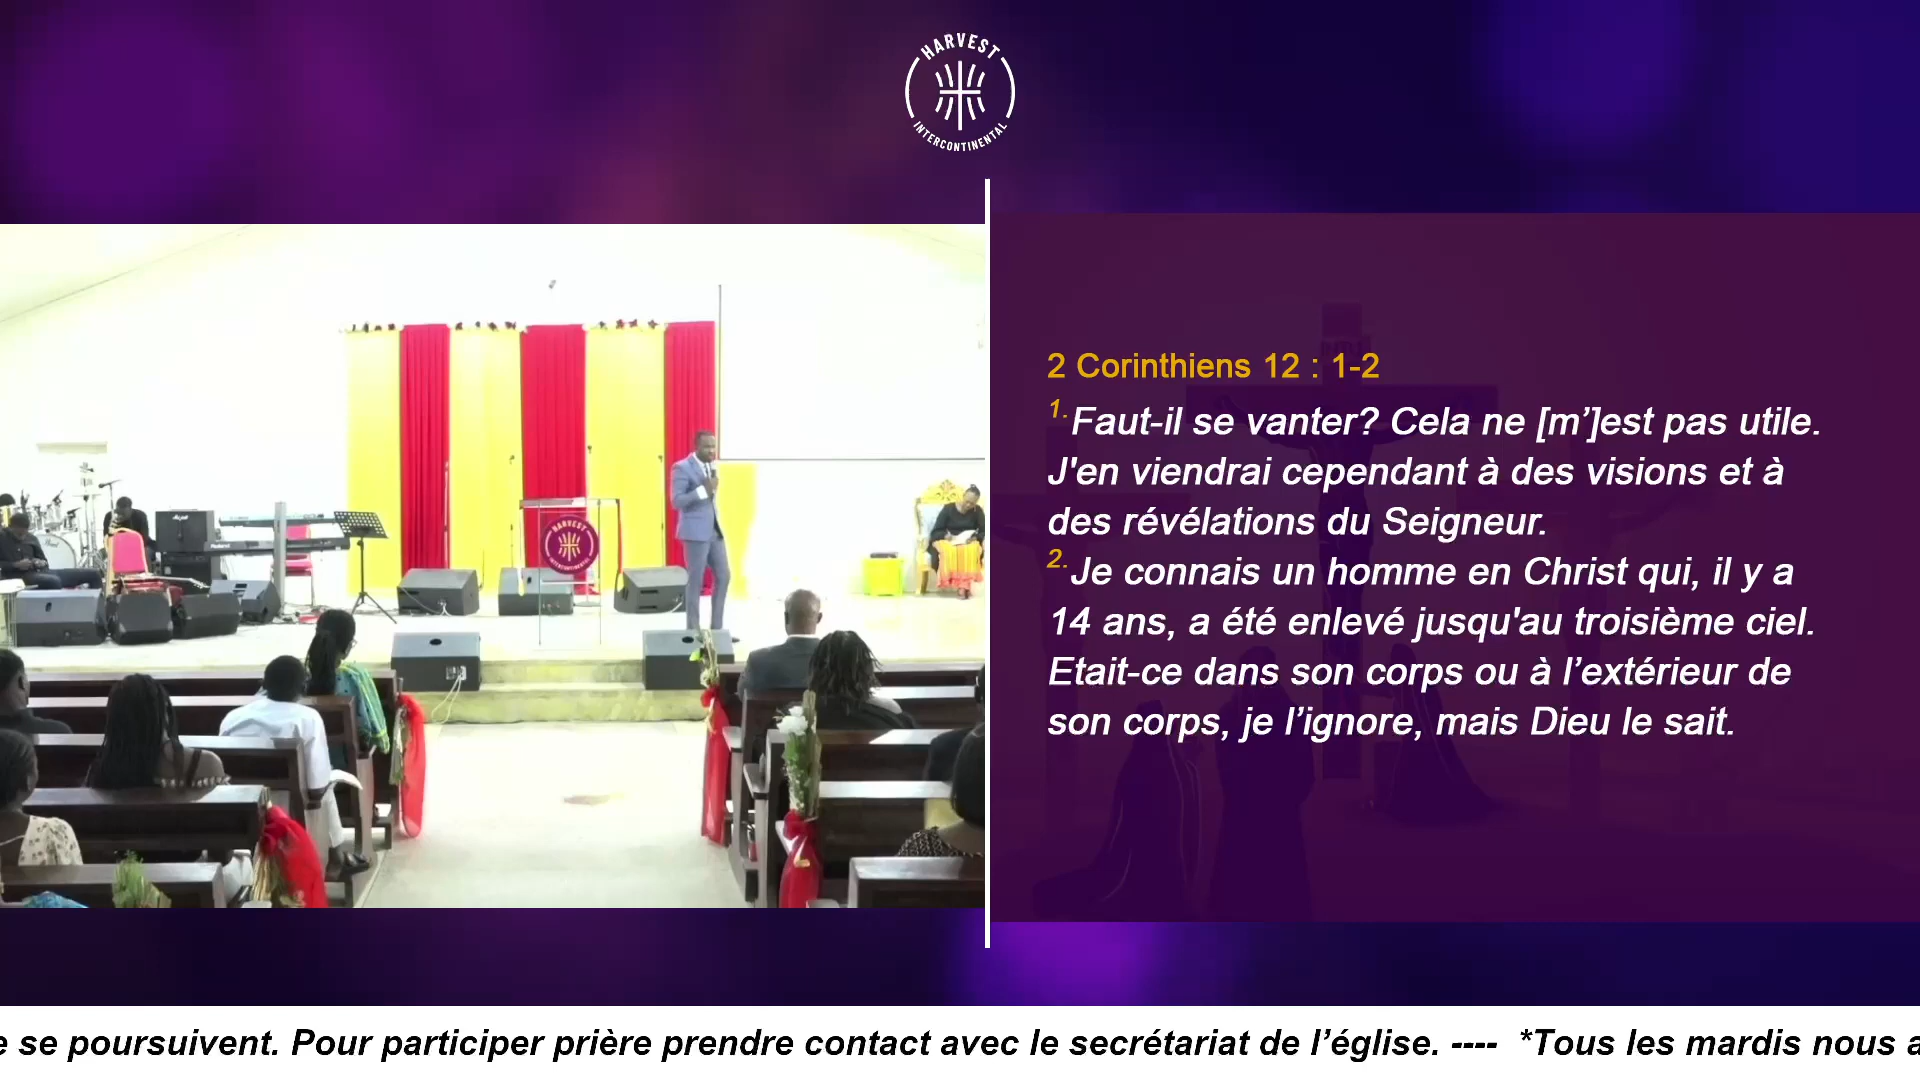 HARVEST
INTERCONTINENTAL
HARVEST
INTERCONTINENTAL
2 Corinthiens 12 : 1-2
1. Faut-il se vanter? Cela ne [m’]est pas utile.
J'en viendrai cependant à des visions et à
des révélations du Seigneur.
2. Je connais un homme en Christ qui, il y a
14 ans, a été enlevé jusqu'au troisième ciel.
Etait-ce dans son corps ou à l’extérieur de
son corps, je l’ignore, mais Dieu le sait.
e se poursuivent. Pour participer prière prendre contact avec le secrétariat de l’église. ---- *Tous les mardis nous a